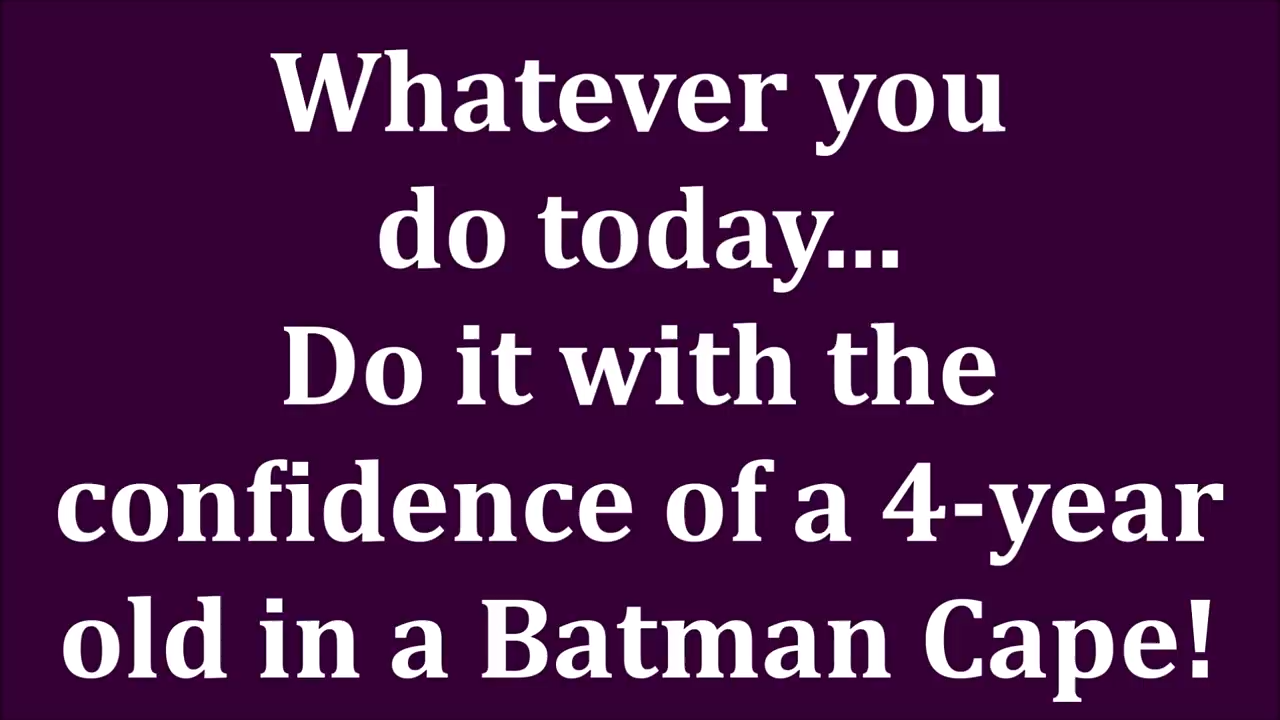 Whatever you
do today...
Do it with the
confidence of a 4-year
old in a Batman Cape!